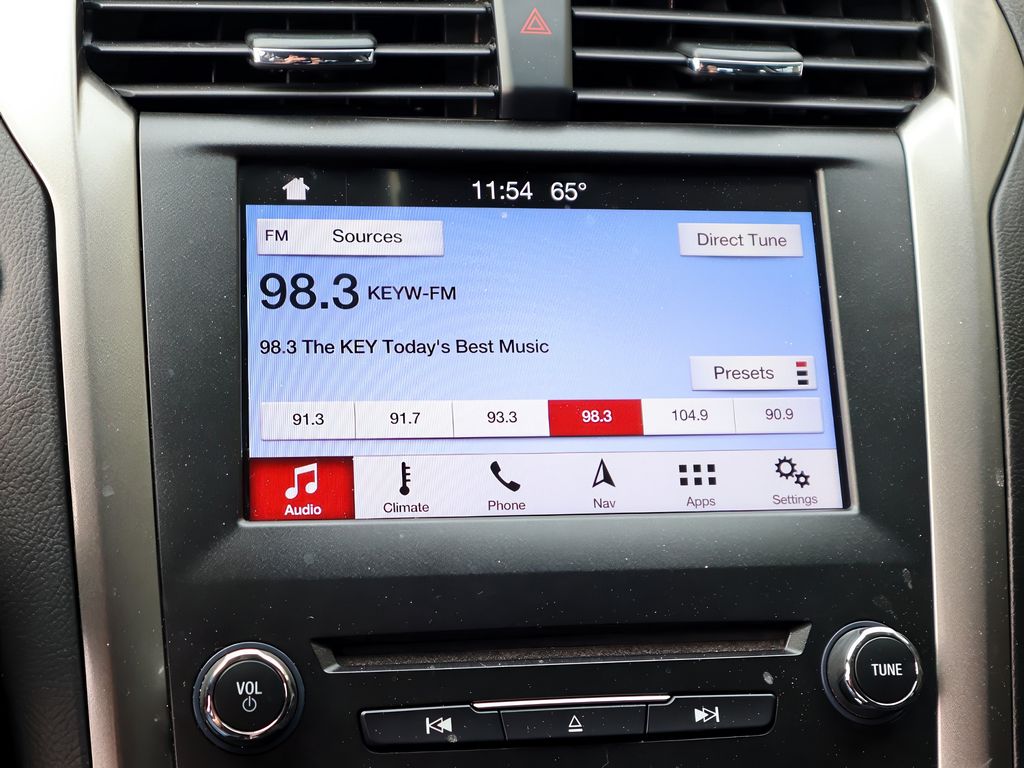 11:54 65°
FM Sources
Direct Tune
98.3 KEYW-FM
98.3 The KEY Today's Best Music
Presets
91.3 91.7 93.3 98.3 104.9 90.9
Audio Climate Phone Nav Apps Settings
VOL
TUNE